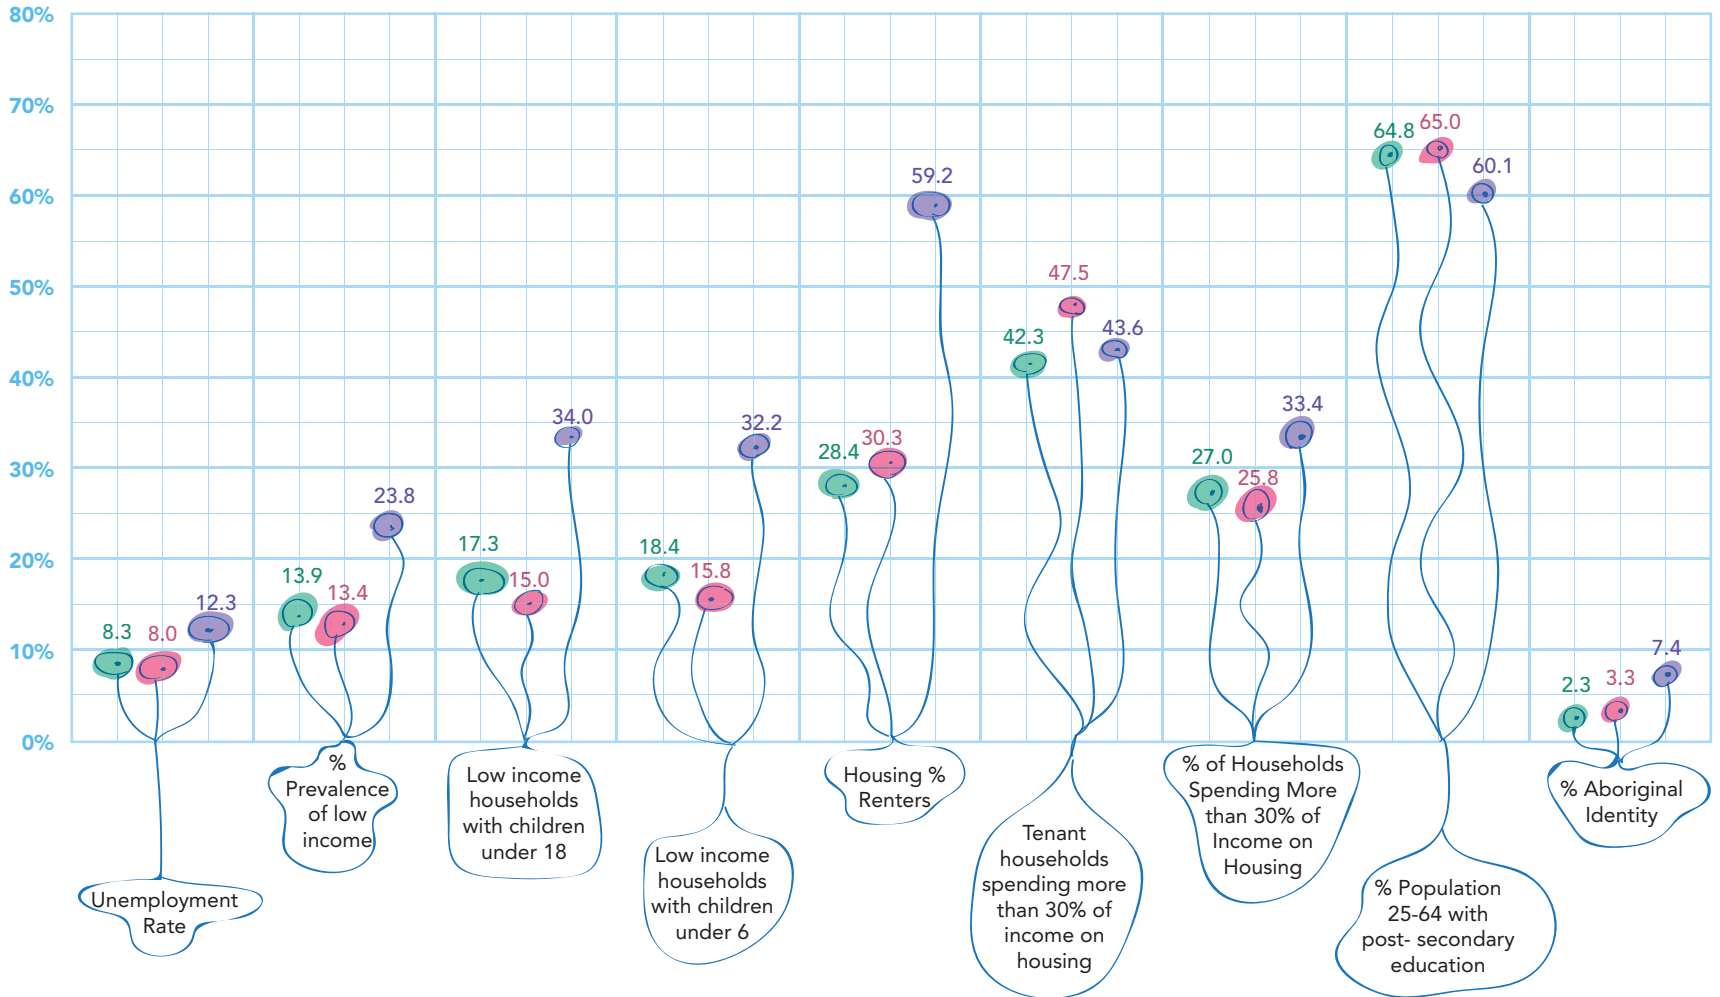 80%
70%
60%
50%
40%
30%
20%
10%
0%
8.3
8.0
12.3
13.9
13.4
23.8
17.3
15.0
34.0
18.4
15.8
32.2
28.4
30.3
59.2
42.3
47.5
43.6
27.0
25.8
33.4
64.8
65.0
60.1
2.3
3.3
7.4
Unemployment
Rate
%
Prevalence
of low
income
Low income
households
with children
under 18
Low income
households
with children
under 6
Housing %
Renters
Tenant
households
spending more
than 30% of
income on
housing
% of Households
Spending More
than 30% of
Income on
Housing
% Population
25-64 with
post- secondary
education
% Aboriginal
Identity